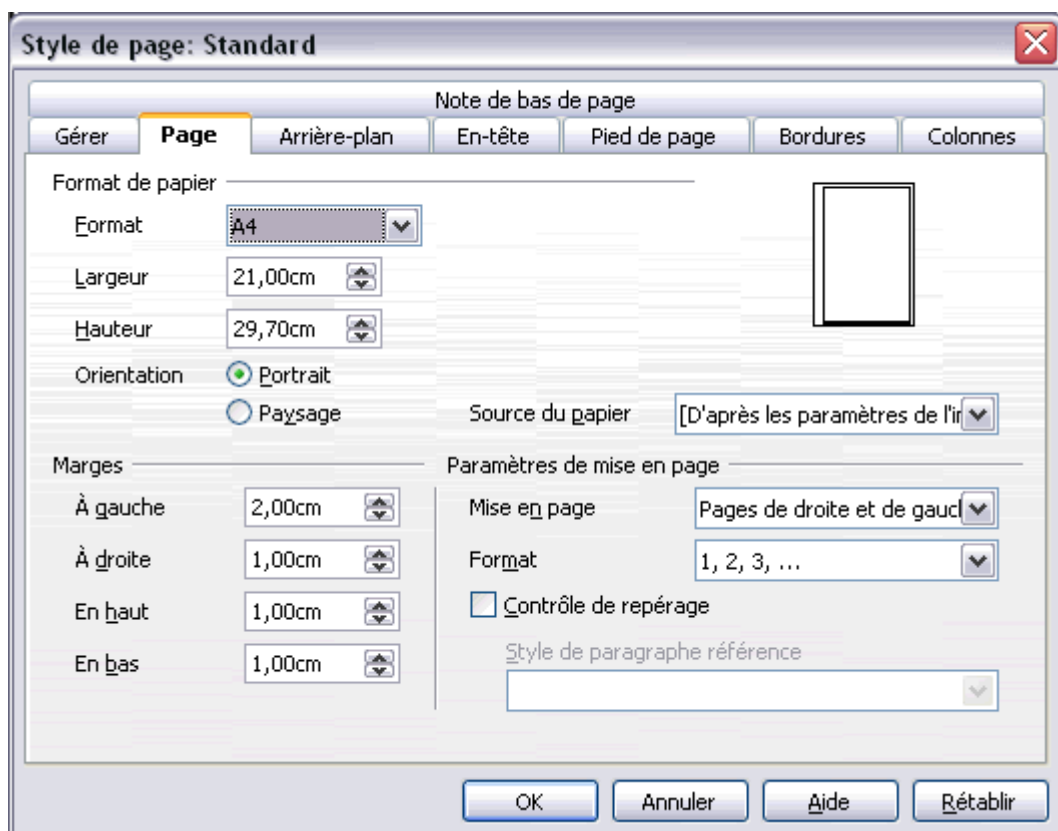 Style de page: Standard
Note de bas de page
Gérer Page Arrière-plan En-tête Pied de page Bordures Colonnes
Format de papier
Format A4
Largeur 21,00cm
Hauteur 29,70cm
Orientation Portrait
Paysage Source du papier [D'après les paramètres de l'i
Marges Paramètres de mise en page
À gauche 2,00cm Mise en page Pages de droite et de gauc
À droite 1,00cm Format 1, 2, 3, ...
En haut 1,00cm Contrôle de repérage
En bas 1,00cm Style de paragraphe référence
OK Annuler Aide Rétablir